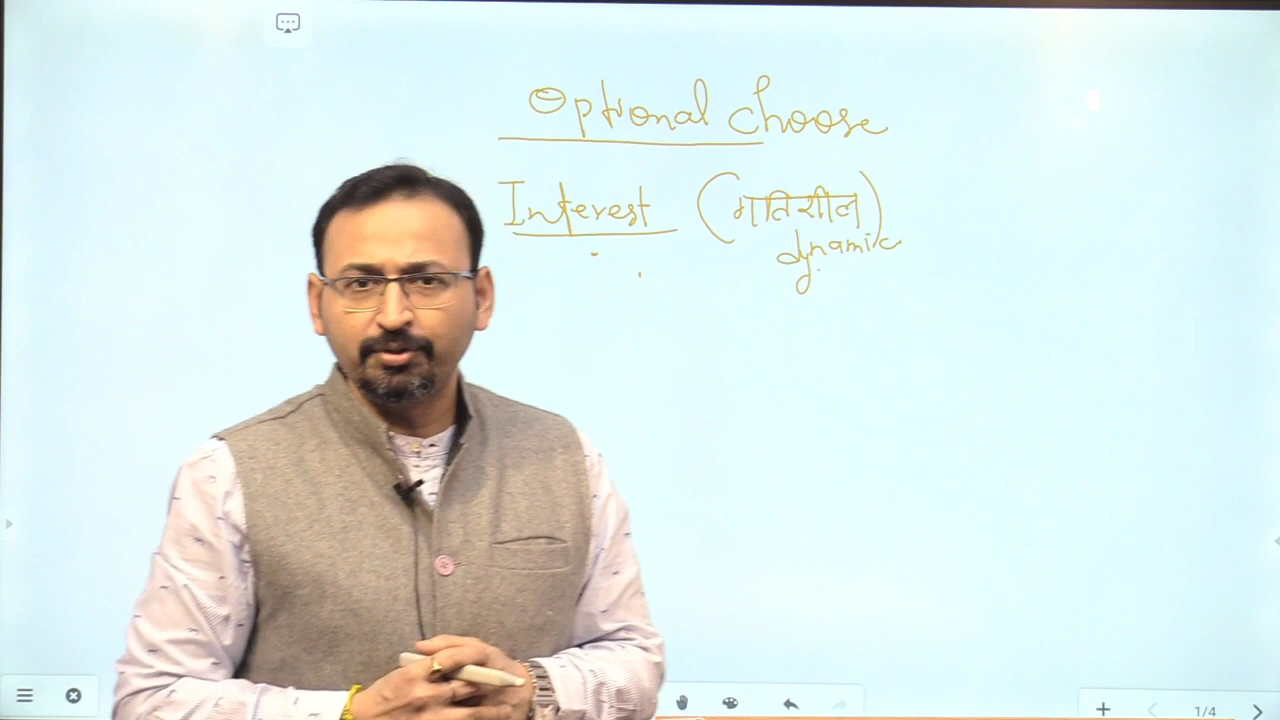 Optional choose
Interest (गतिशील)
dynamic
1/4